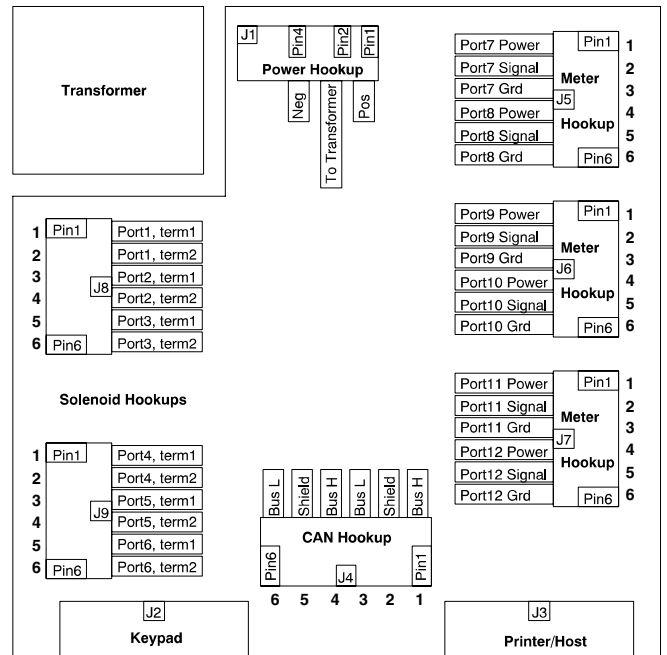 Transformer
J1
Pin4
Pin2
Pin1
Power Hookup
Neg
To Transformer
Pos
Port7 Power
Port7 Signal
Port7 Grd
Port8 Power
Port8 Signal
Port8 Grd
Pin1
Meter
J5
Hookup
Pin6
1
2
3
4
5
6
Port9 Power
Port9 Signal
Port9 Grd
Port10 Power
Port10 Signal
Port10 Grd
Pin1
Meter
J6
Hookup
Pin6
1
2
3
4
5
6
Port11 Power
Port11 Signal
Port11 Grd
Port12 Power
Port12 Signal
Port12 Grd
Pin1
Meter
J7
Hookup
Pin6
1
2
3
4
5
6
1
2
3
4
5
6
Pin1
J8
Pin6
Port1, term1
Port1, term2
Port2, term1
Port2, term2
Port3, term1
Port3, term2
Solenoid Hookups
1
2
3
4
5
6
Pin1
J9
Pin6
Port4, term1
Port4, term2
Port5, term1
Port5, term2
Port6, term1
Port6, term2
Bus L
Shield
Bus H
Bus L
Shield
Bus H
CAN Hookup
Pin6
J4
Pin1
6 5 4 3 2 1
J2
Keypad
J3
Printer/Host